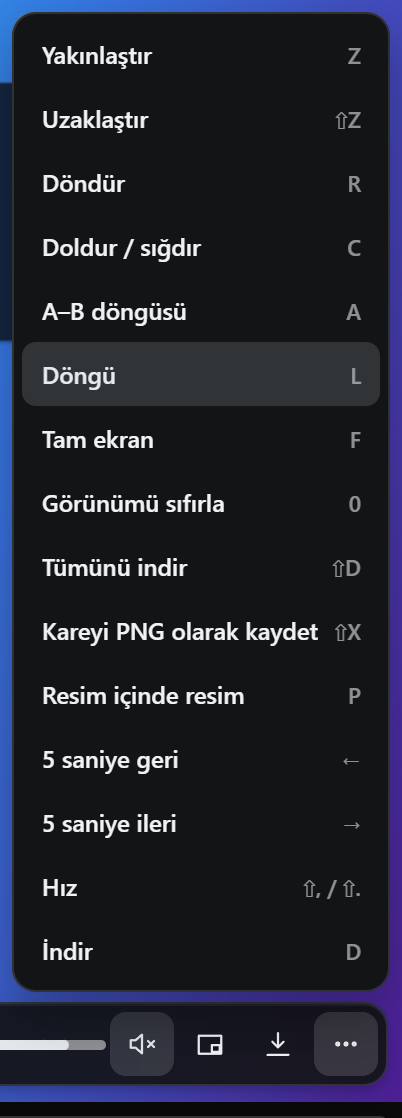 Yakınlaştır Z
Uzaklaştır ⇧Z
Döndür R
Doldur / sığdır C
A–B döngüsü A
Döngü L
Tam ekran F
Görünümü sıfırla 0
Tümünü indir ⇧D
Kareyi PNG olarak kaydet ⇧X
Resim içinde resim P
5 saniye geri ←
5 saniye ileri →
Hız ⇧, / ⇧.
İndir D